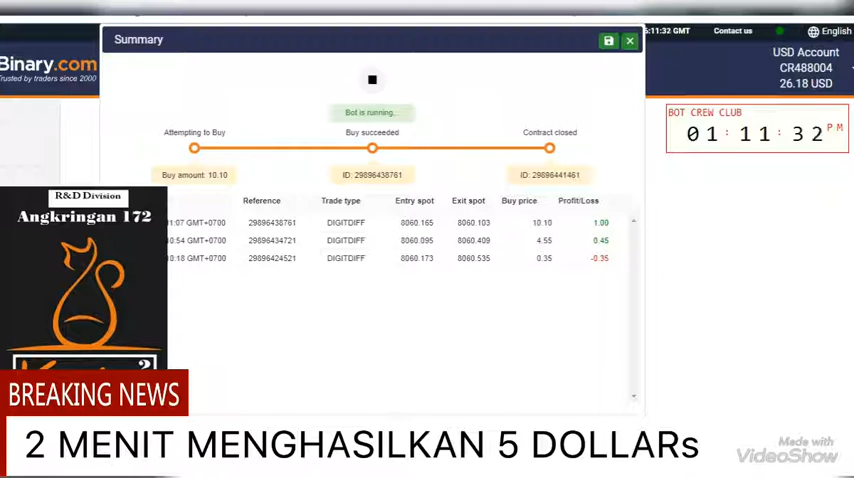 Summary
6:11:32 GMT
Contact us
English
Binary.com
Trusted by traders since 2000
USD Account
CR488004
26.18 USD
Bot is running...
BOT CREW CLUB
01:11:32 PM
Attempting to Buy
Buy succeeded
Contract closed
Buy amount: 10.10
ID: 29896438761
ID: 29896441461
R&D Division
Angkringan 172
Reference
Trade type
Entry spot
Exit spot
Buy price
Profit/Loss
:07 GMT+0700 29896438761 DIGITDIFF 8060.165 8060.103 10.10 1.00
:54 GMT+0700 29896434721 DIGITDIFF 8060.095 8060.409 4.55 0.45
:18 GMT+0700 29896424521 DIGITDIFF 8060.173 8060.535 0.35 -0.35
BREAKING NEWS
2 MENIT MENGHASILKAN 5 DOLLARs
Made with
VideoShow